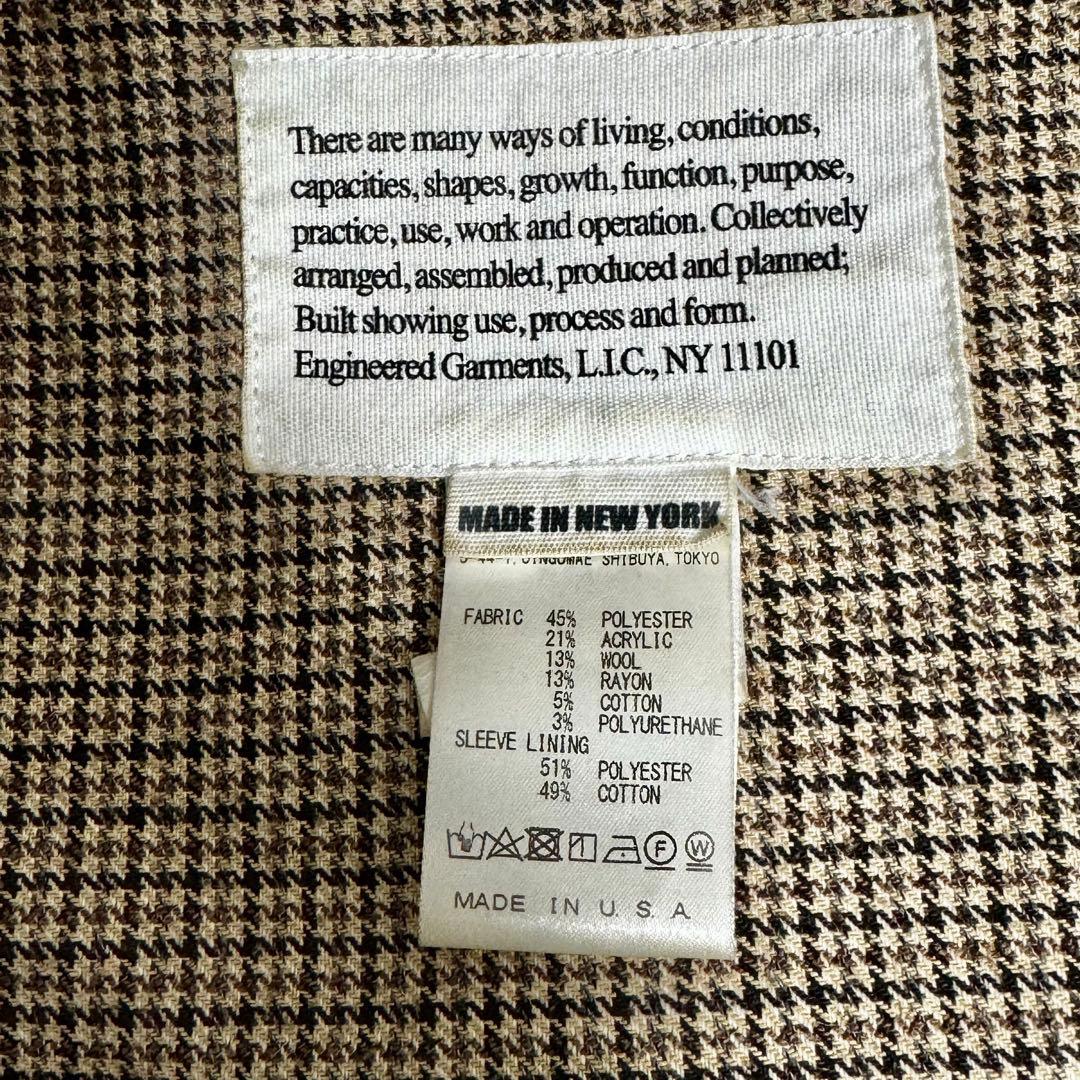 There are many ways of living, conditions,
capacities, shapes, growth, function, purpose,
practice, use, work and operation. Collectively
arranged, assembled, produced and planned;
Built showing use, process and form.
Engineered Garments, L.I.C., NY 11101
MADE IN NEW YORK
JINGUMAE SHIBUYA, TOKYO
FABRIC 45% POLYESTER
21% ACRYLIC
13% WOOL
13% RAYON
5% COTTON
3% POLYURETHANE
SLEEVE LINING
51% POLYESTER
49% COTTON
F W
MADE IN U.S.A